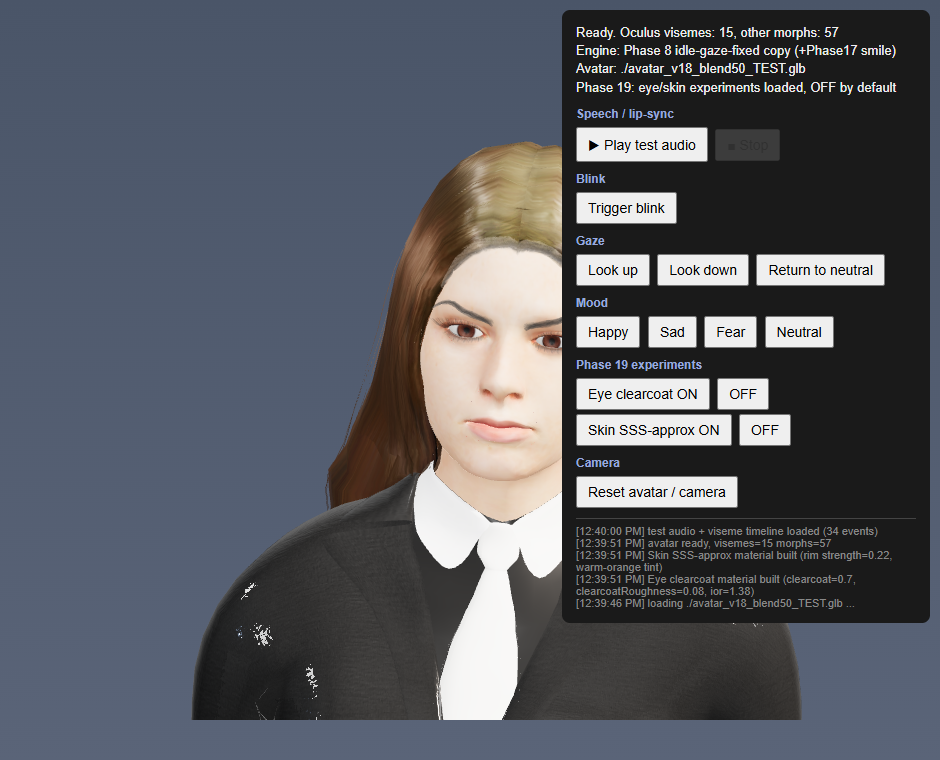 Ready. Oculus visemes: 15, other morphs: 57
Engine: Phase 8 idle-gaze-fixed copy (+Phase17 smile)
Avatar: ./avatar_v18_blend50_TEST.glb
Phase 19: eye/skin experiments loaded, OFF by default
Speech / lip-sync
▶ Play test audio ■ Stop
Blink
Trigger blink
Gaze
Look up Look down Return to neutral
Mood
Happy Sad Fear Neutral
Phase 19 experiments
Eye clearcoat ON OFF
Skin SSS-approx ON OFF
Camera
Reset avatar / camera
[12:40:00 PM] test audio + viseme timeline loaded (34 events)
[12:39:51 PM] avatar ready, visemes=15 morphs=57
[12:39:51 PM] Skin SSS-approx material built (rim strength=0.22,
warm-orange tint)
[12:39:51 PM] Eye clearcoat material built (clearcoat=0.7,
clearcoatRoughness=0.08, ior=1.38)
[12:39:46 PM] loading ./avatar_v18_blend50_TEST.glb ...